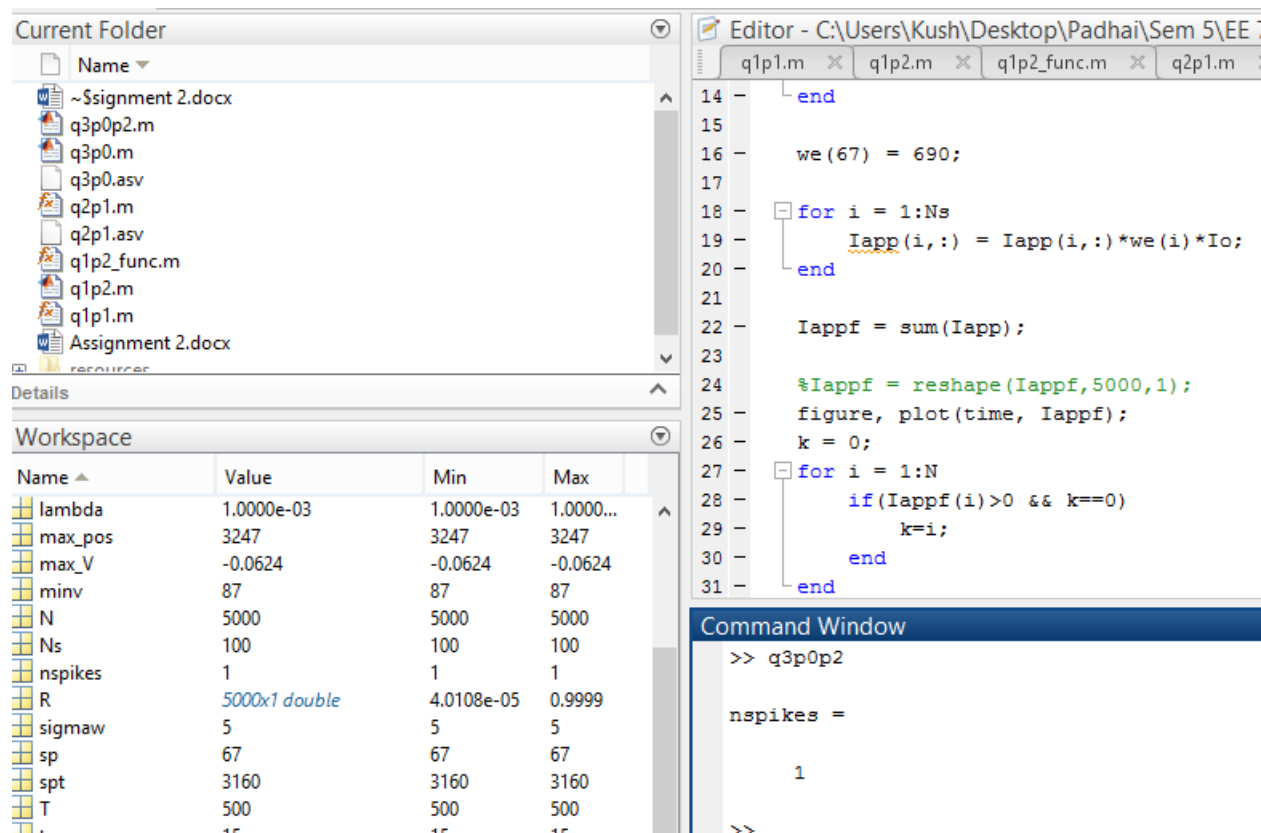 Current Folder
Name
~$signment 2.docx
q3p0p2.m
q3p0.m
q3p0.asv
q2p1.m
q2p1.asv
q1p2_func.m
q1p2.m
q1p1.m
Assignment 2.docx
resources
Details
Workspace
Name Value Min Max
lambda 1.0000e-03 1.0000e-03 1.0000...
max_pos 3247 3247 3247
max_V -0.0624 -0.0624 -0.0624
minv 87 87 87
N 5000 5000 5000
Ns 100 100 100
nspikes 1 1 1
R 5000x1 double 4.0108e-05 0.9999
sigmaw 5 5 5
sp 67 67 67
spt 3160 3160 3160
T 500 500 500
Editor - C:\Users\Kush\Desktop\Padhai\Sem 5\EE 7
q1p1.m q1p2.m q1p2_func.m q2p1.m
14 - end
15
16 - we(67) = 690;
17
18 - for i = 1:Ns
19 - Iapp(i,:) = Iapp(i,:)*we(i)*Io;
20 - end
21
22 - Iappf = sum(Iapp);
23
24 %Iappf = reshape(Iappf,5000,1);
25 - figure, plot(time, Iappf);
26 - k = 0;
27 - for i = 1:N
28 - if(Iappf(i)>0 && k==0)
29 - k=i;
30 - end
31 - end
Command Window
>> q3p0p2
nspikes =
1
>>